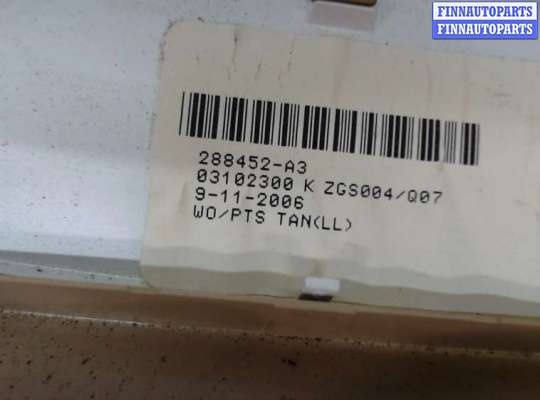 FINNAUTOPARTS
FINNAUTOPARTS
288452-A3
03102300 K ZGS004/Q07
9-11-2006
WO/PTS TAN(LL)